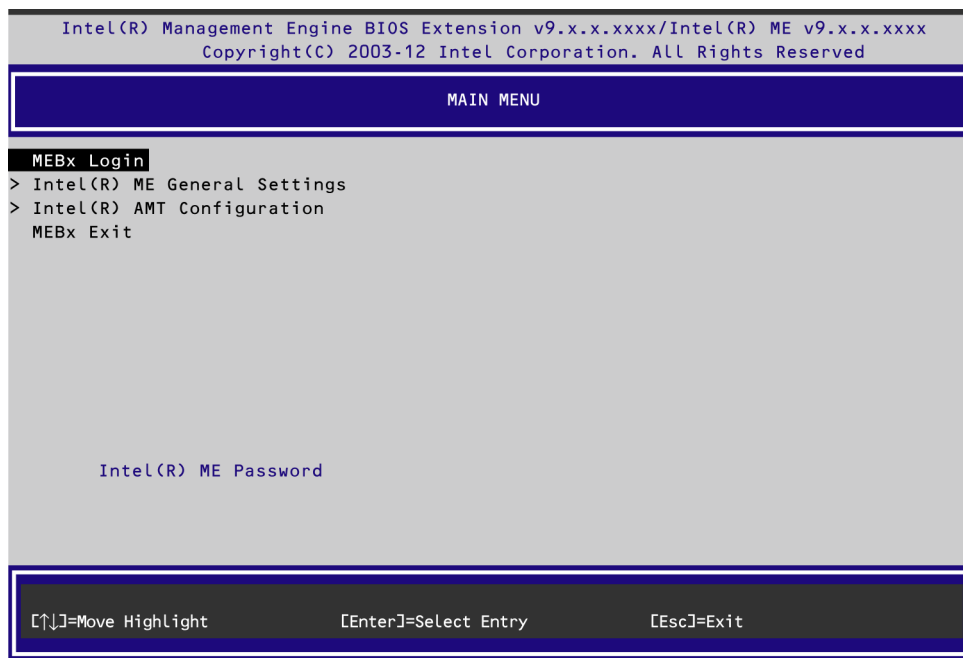 Intel(R) Management Engine BIOS Extension v9.x.x.xxxx/Intel(R) ME v9.x.x.xxxx
Copyright(C) 2003-12 Intel Corporation. All Rights Reserved
MAIN MENU
MEBx Login
> Intel(R) ME General Settings
> Intel(R) AMT Configuration
MEBx Exit
Intel(R) ME Password
[↑↓]=Move Highlight [Enter]=Select Entry [Esc]=Exit